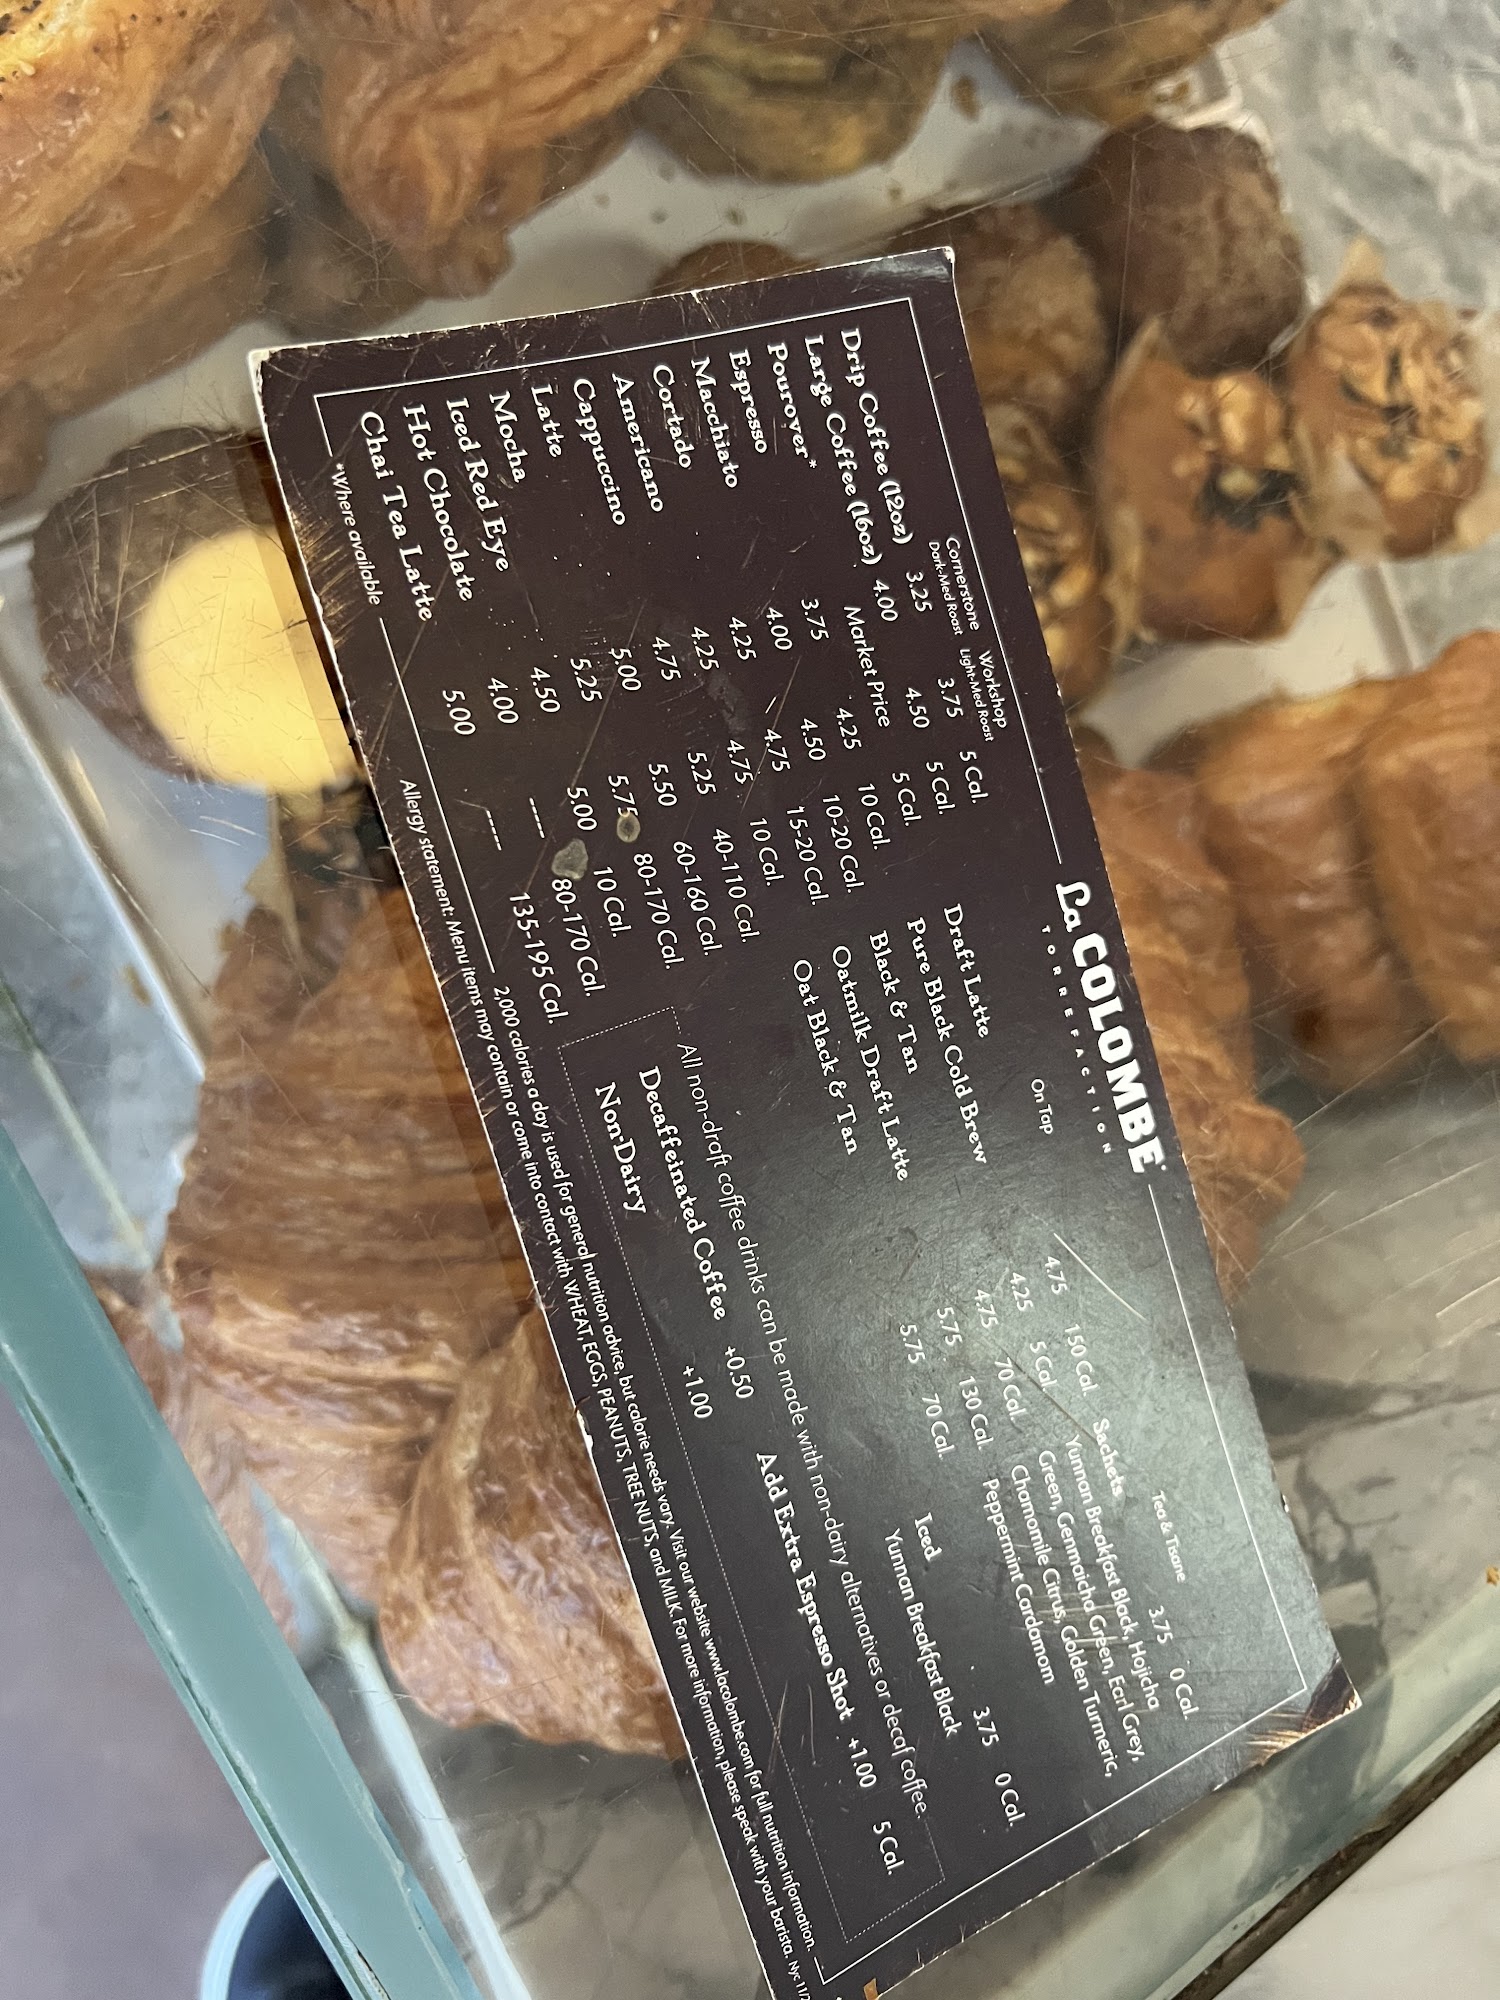 La COLOMBE
TORREFACTION
Cornerstone Workshop
Dark-Med Roast Light-Med Roast
Drip Coffee (12oz) 3.25 3.75 5 Cal.
Large Coffee (16oz) 4.00 4.50 5 Cal.
Pourover* Market Price 5 Cal.
Espresso 3.75 4.25 10 Cal.
Macchiato 4.00 4.50 10-20 Cal.
Cortado 4.25 4.75 15-20 Cal.
Americano 4.25 4.75 10 Cal.
Cappuccino 4.75 5.25 40-110 Cal.
Latte 5.00 5.50 60-160 Cal.
Mocha 5.25 5.75 80-170 Cal.
Iced Red Eye 4.50 5.00 10 Cal.
Hot Chocolate 4.00 ---- 80-170 Cal.
Chai Tea Latte 5.00 ---- 135-195 Cal.
*Where available
On Tap
Draft Latte 4.75 150 Cal.
Pure Black Cold Brew 4.25 5 Cal.
Black & Tan 4.75 70 Cal.
Oatmilk Draft Latte 5.75 130 Cal.
Oat Black & Tan 5.75 70 Cal.
Tea & Tisane
Sachets 3.75 0 Cal.
Yunnan Breakfast Black, Hojicha
Green, Genmaicha Green, Earl Grey,
Chamomile Citrus, Golden Turmeric,
Peppermint Cardamom
Iced 3.75 0 Cal.
Yunnan Breakfast Black
All non-draft coffee drinks can be made with non-dairy alternatives or decaf coffee.
Decaffeinated Coffee +0.50 Add Extra Espresso Shot +1.00 5 Cal.
Non-Dairy +1.00
2,000 calories a day is used for general nutrition advice, but calorie needs vary. Visit our website www.lacolombe.com for full nutrition information.
Allergy statement: Menu items may contain or come into contact with WHEAT, EGGS, PEANUTS, TREE NUTS, and MILK. For more information, please speak with your barista. Nyc